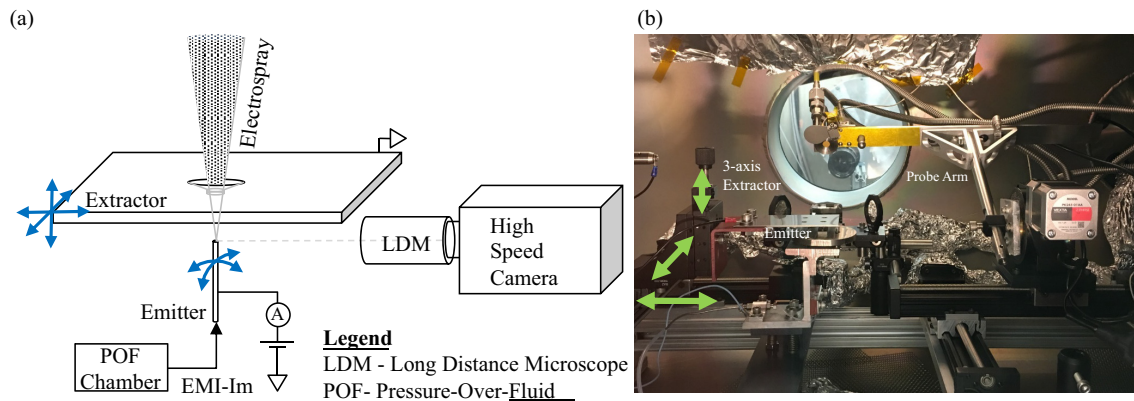 (a)
(b)
Electrospray
Extractor
LDM
High
Speed
Camera
Emitter
A
POF
Chamber
EMI-Im
Legend
LDM - Long Distance Microscope
POF- Pressure-Over-Fluid
3-axis
Extractor
Probe Arm
Emitter